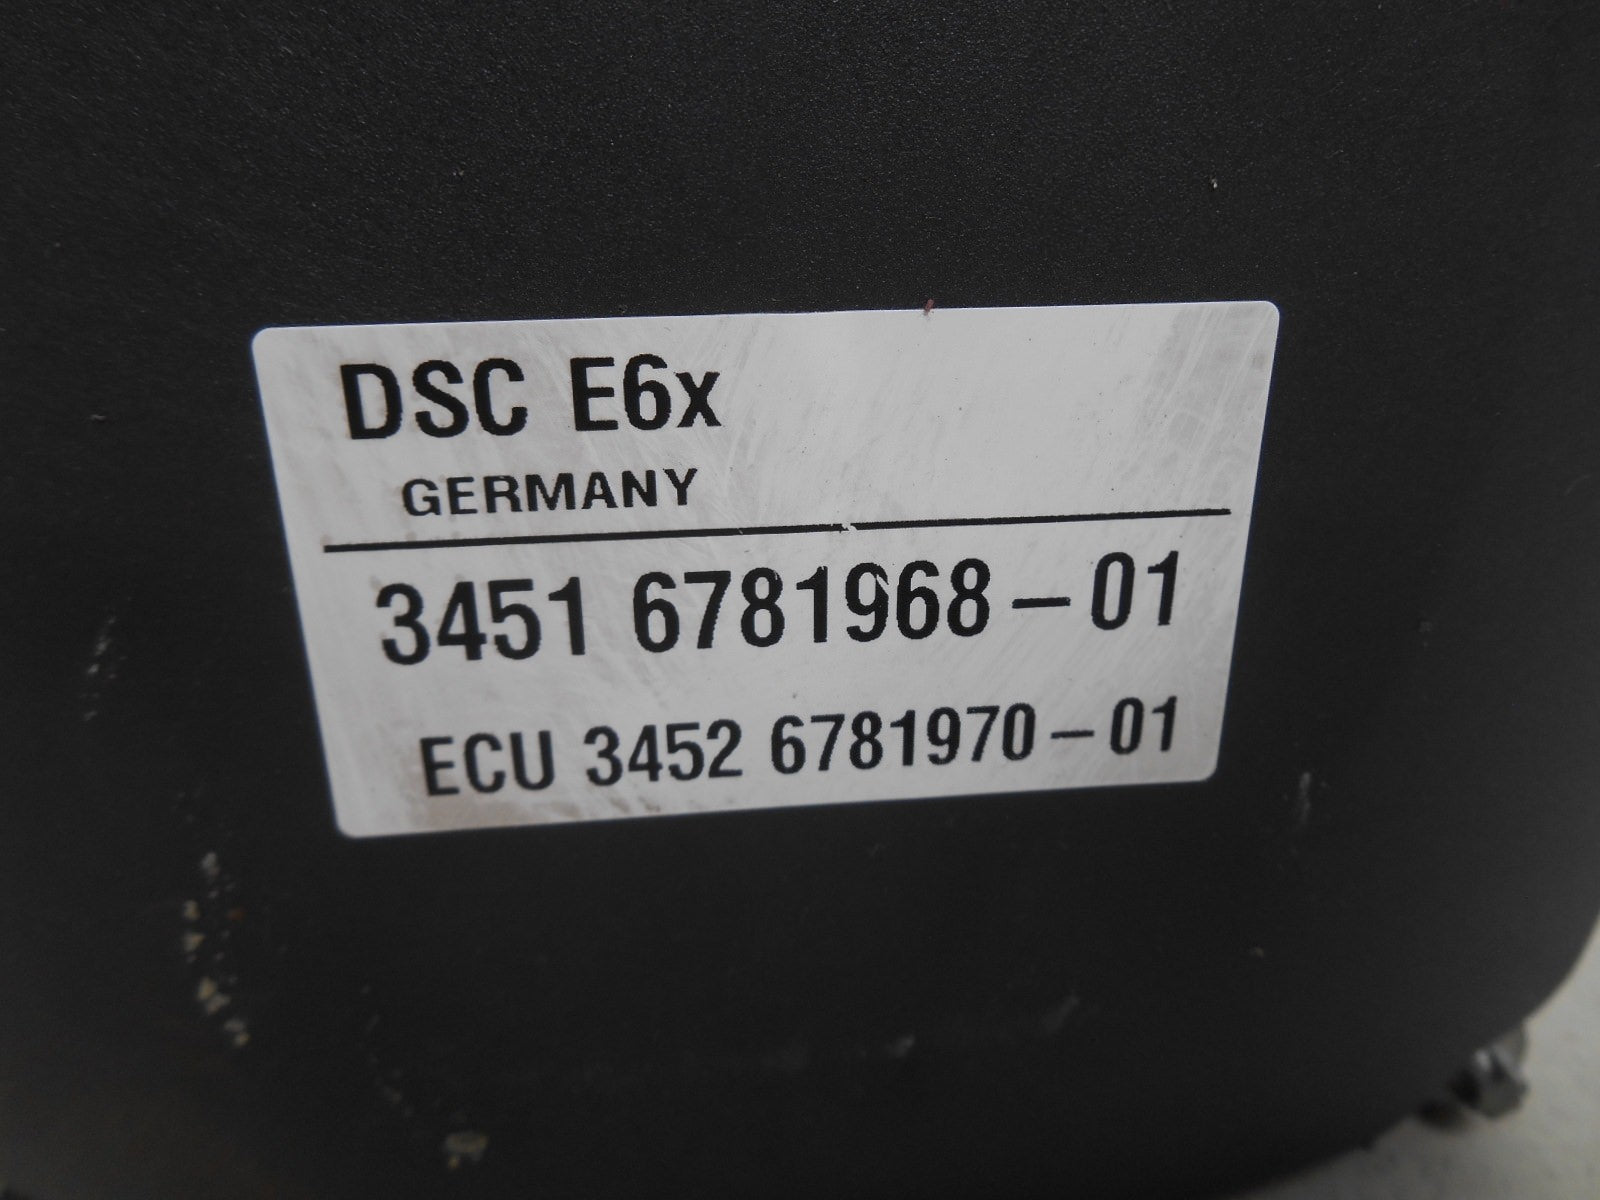 DSC E6x
GERMANY
3451 6781968-01
ECU 3452 6781970-01